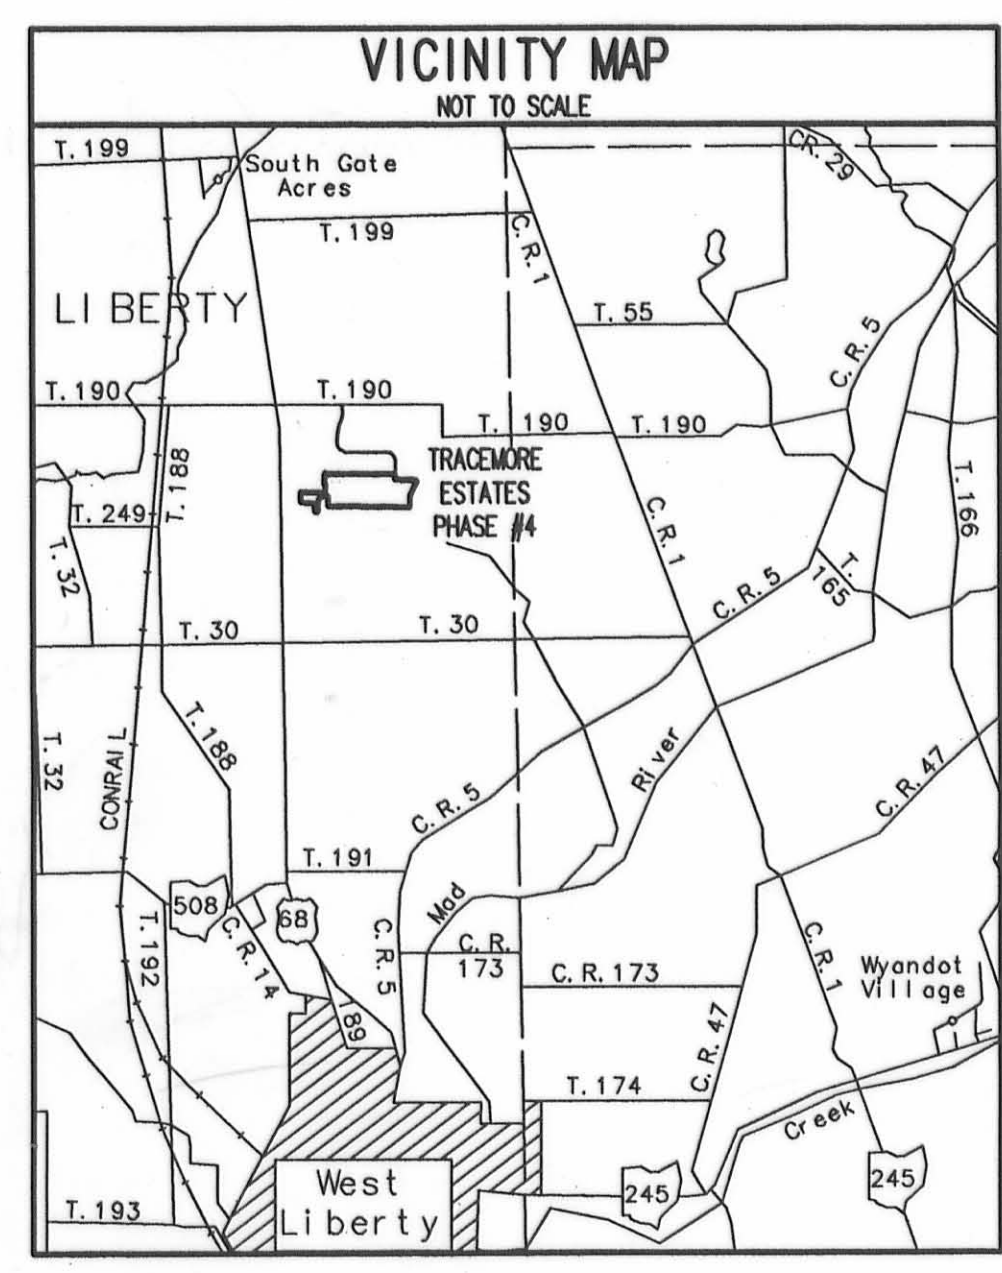 VICINITY MAP
NOT TO SCALE
T. 199
South Gate
Acres
CR. 29
T. 199
C. R. 1
LIBERTY
T. 55
C. R. 5
T. 190
T. 190
T. 190
T. 190
TRACEMORE
ESTATES
PHASE #4
T. 188
T. 249
T. 32
C. R. 1
T. 166
T.
165
C. R. 5
T. 30
T. 30
T. 188
T. 32
CONRAIL
River
C. R. 47
C. R. 5
T. 191
Mad
508
68
T. 192
C. R. 14
C. R. 5
C. R.
173
C. R. 173
C. R. 1
Wyandot
Village
189
C. R. 47
T. 174
Creek
West
Liberty
245
245
T. 193